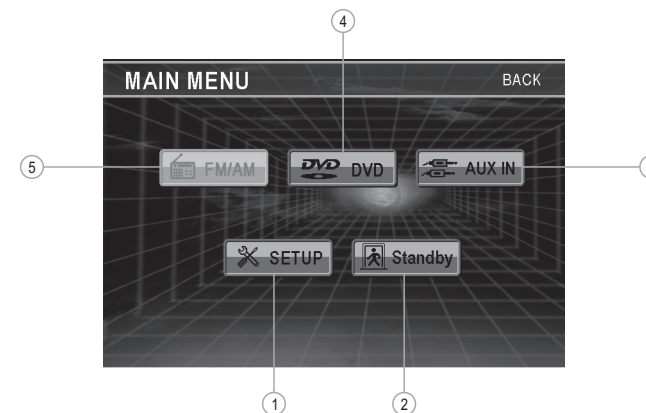 4
MAIN MENU BACK
5
FM/AM DVD DVD AUX IN
SETUP Standby
1 2